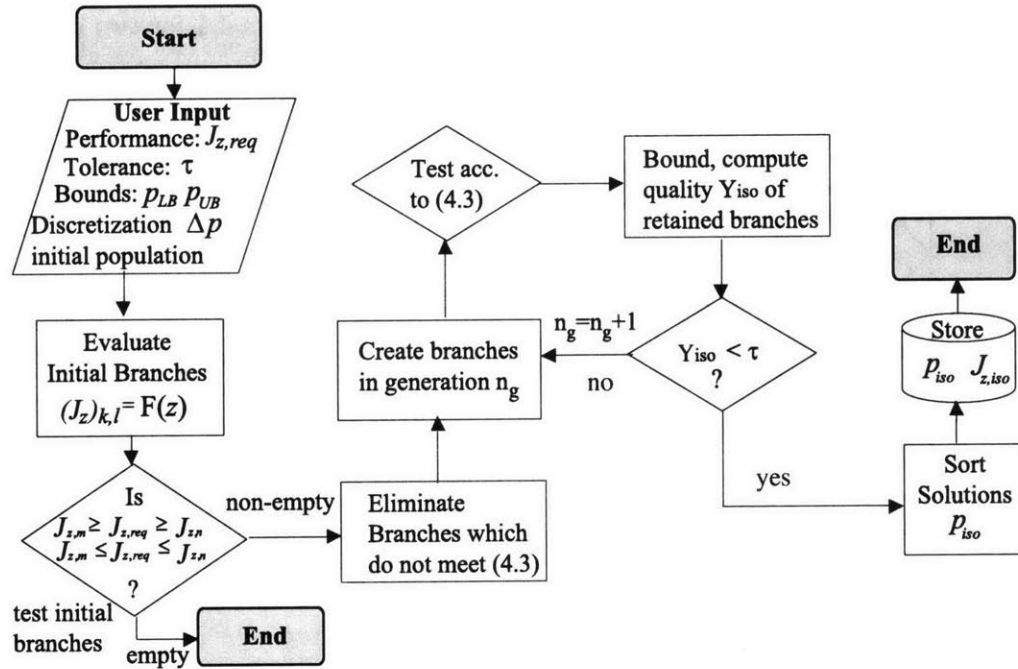 Start
User Input
Performance: J_{z,req}
Tolerance: τ
Bounds: p_{LB} p_{UB}
Discretization Δp
initial population
Evaluate
Initial Branches
(J_z)_{k,l} = F(z)
Is
J_{z,m} ≥ J_{z,req} ≥ J_{z,n}
J_{z,m} ≤ J_{z,req} ≤ J_{z,n}
?
test initial
branches
empty
End
non-empty
Eliminate
Branches which
do not meet (4.3)
Create branches
in generation n_g
Test acc.
to (4.3)
Bound, compute
quality Y_{iso} of
retained branches
Y_{iso} < τ
?
n_g=n_g+1
no
yes
Sort
Solutions
p_{iso}
Store
p_{iso} J_{z,iso}
End